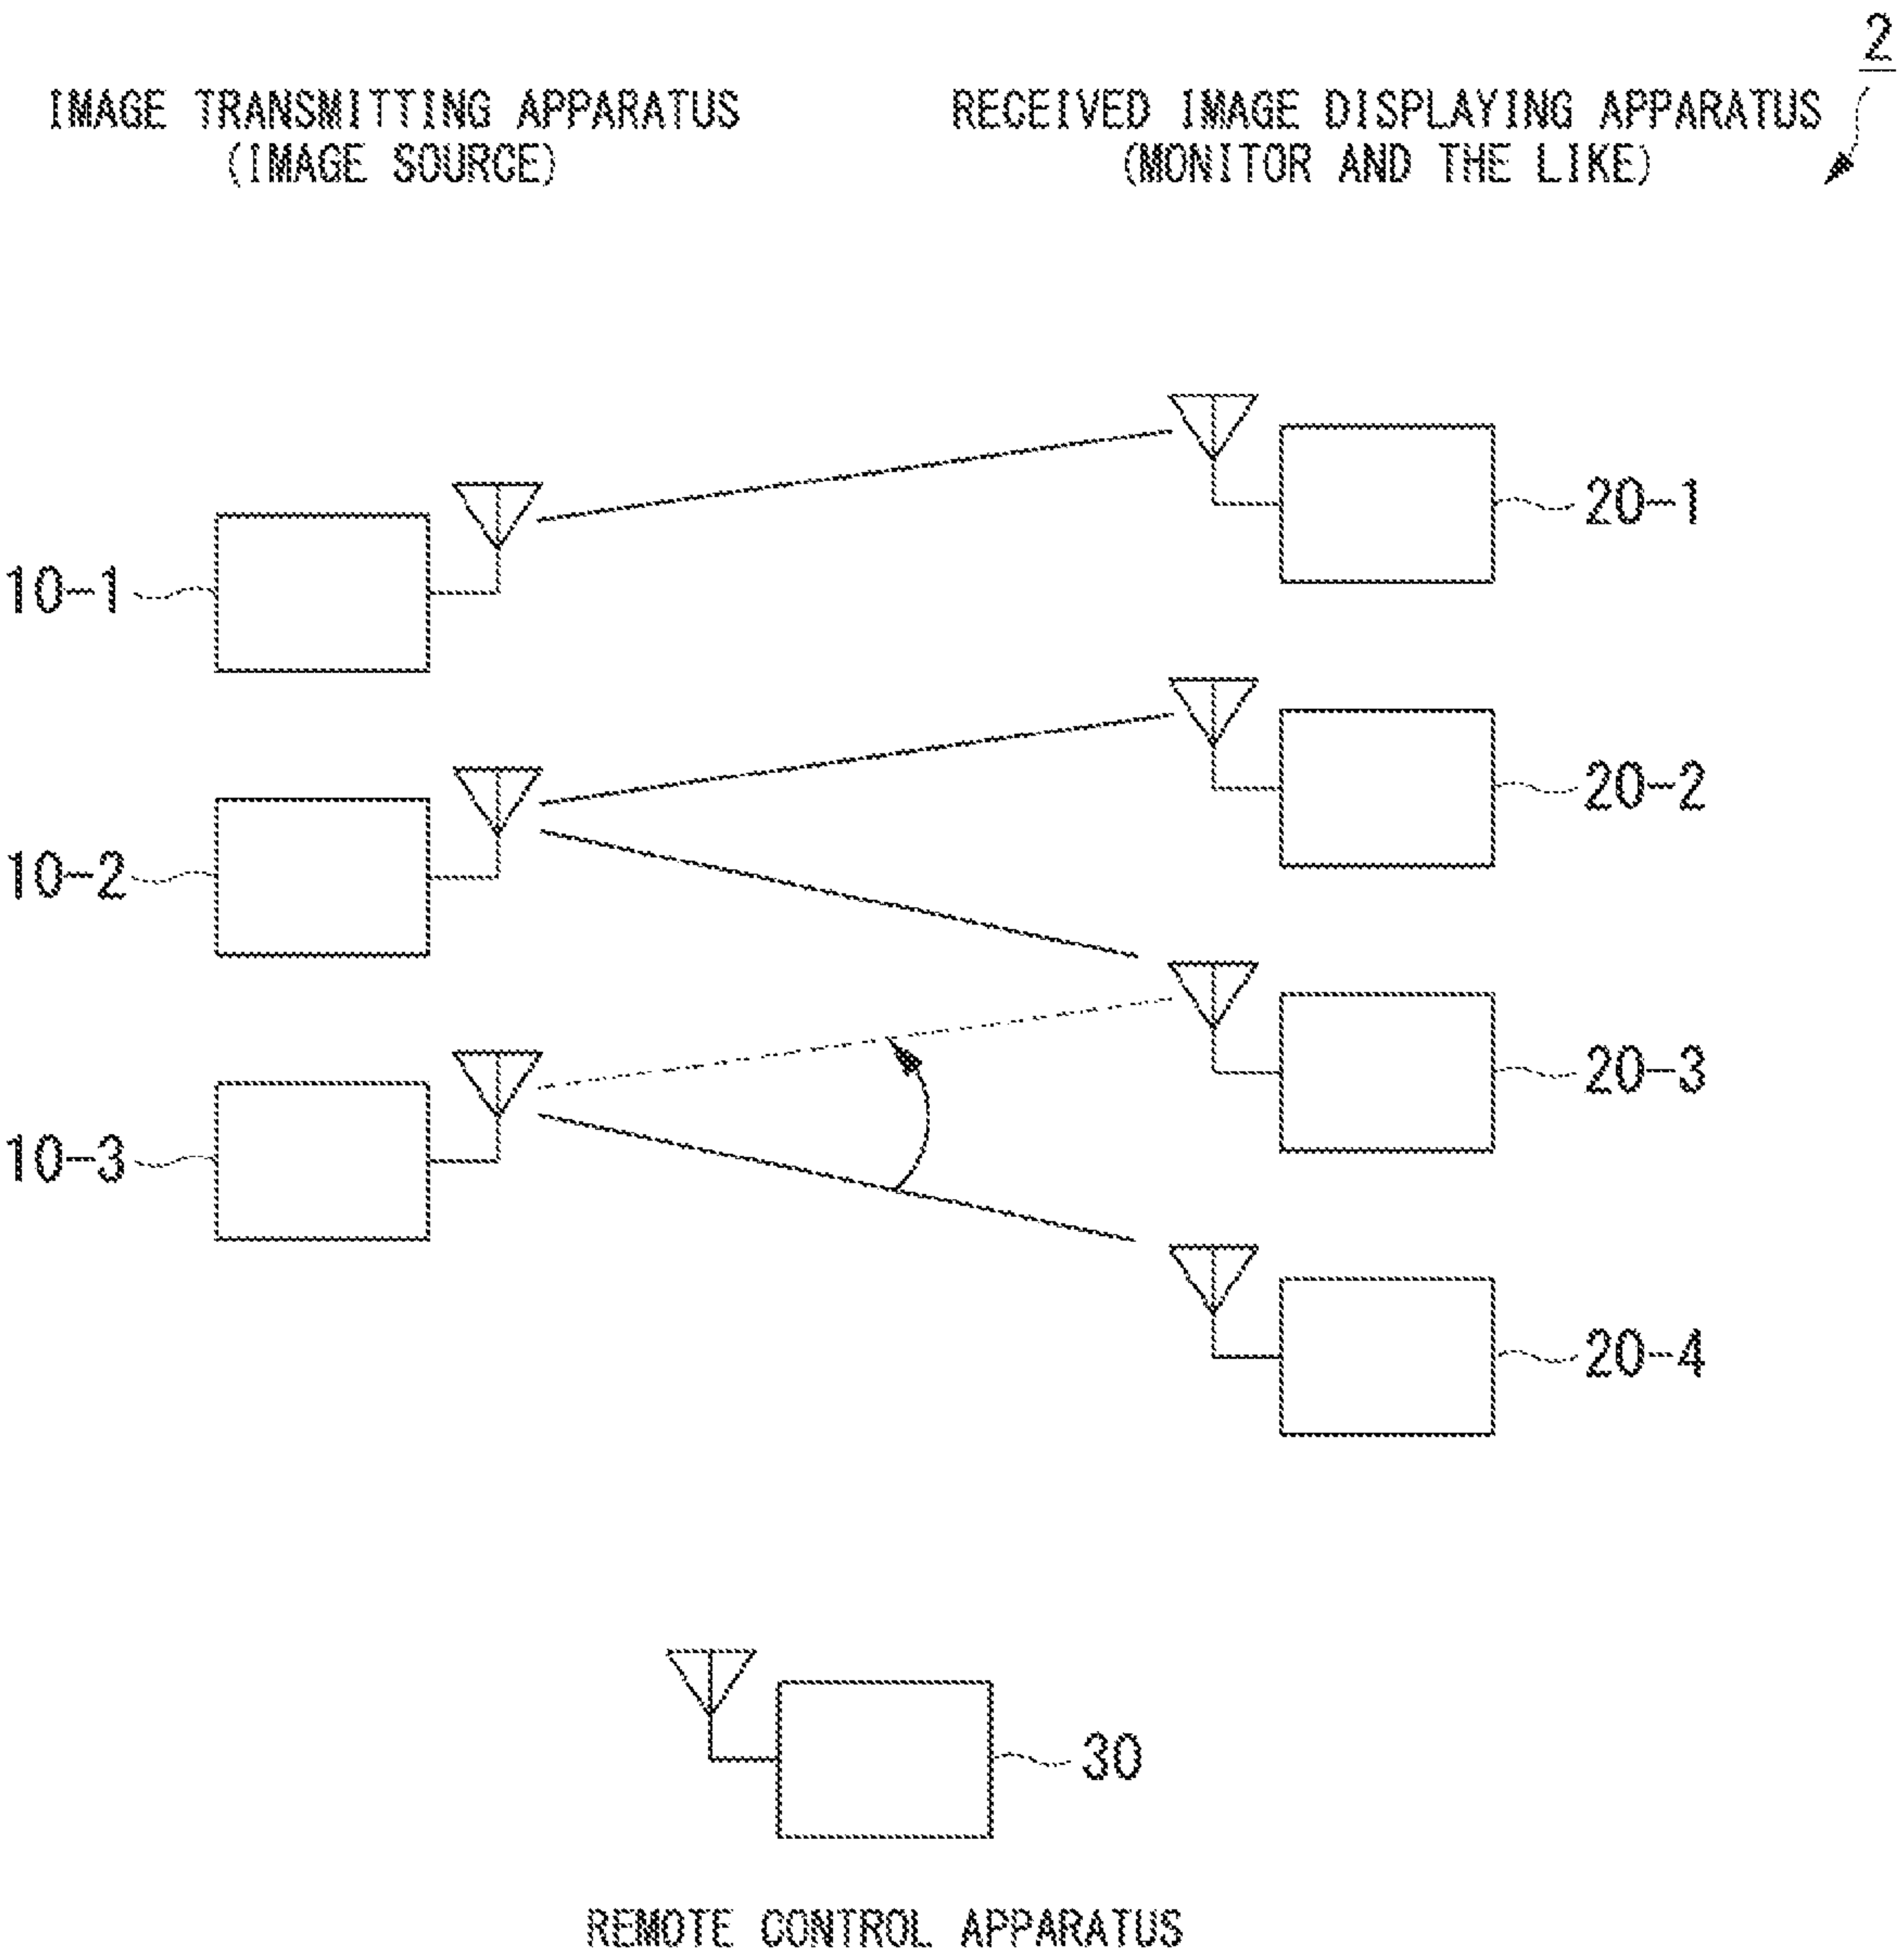 2
IMAGE TRANSMITTING APPARATUS
(IMAGE SOURCE)
RECEIVED IMAGE DISPLAYING APPARATUS
(MONITOR AND THE LIKE)
20-1
10-1
20-2
10-2
20-3
10-3
20-4
30
REMOTE CONTROL APPARATUS